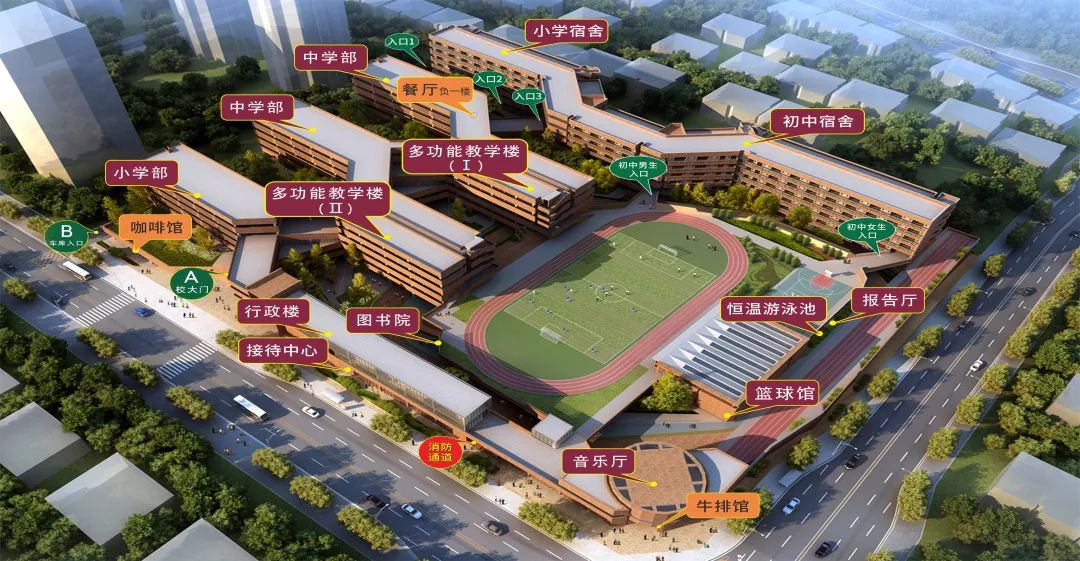 小学宿舍
入口1
中学部
餐厅负一楼
入口2
入口3
中学部
初中宿舍
多功能教学楼
(Ⅰ)
小学部
初中男生
入口
多功能教学楼
(Ⅱ)
咖啡馆
B
车库入口
初中女生
入口
A
校大门
行政楼
图书院
恒温游泳池
报告厅
接待中心
篮球馆
消防
通道
音乐厅
牛排馆